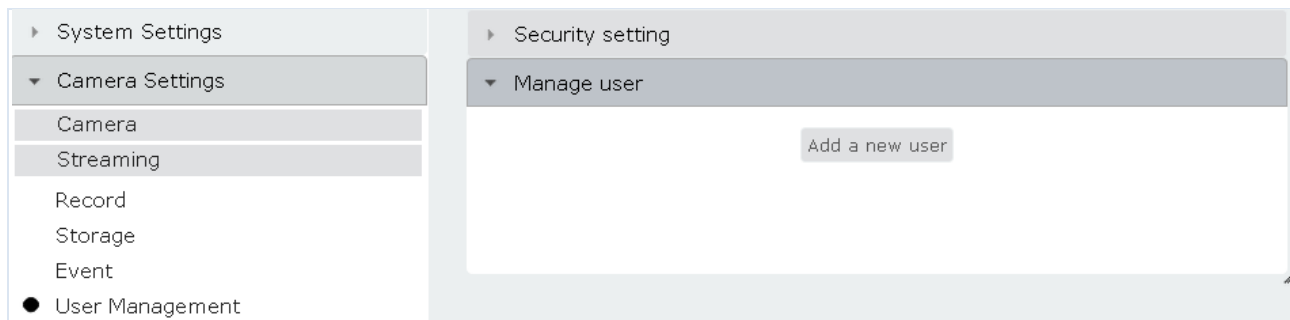 System Settings
Camera Settings
Camera
Streaming
Record
Storage
Event
User Management
Security setting
Manage user
Add a new user